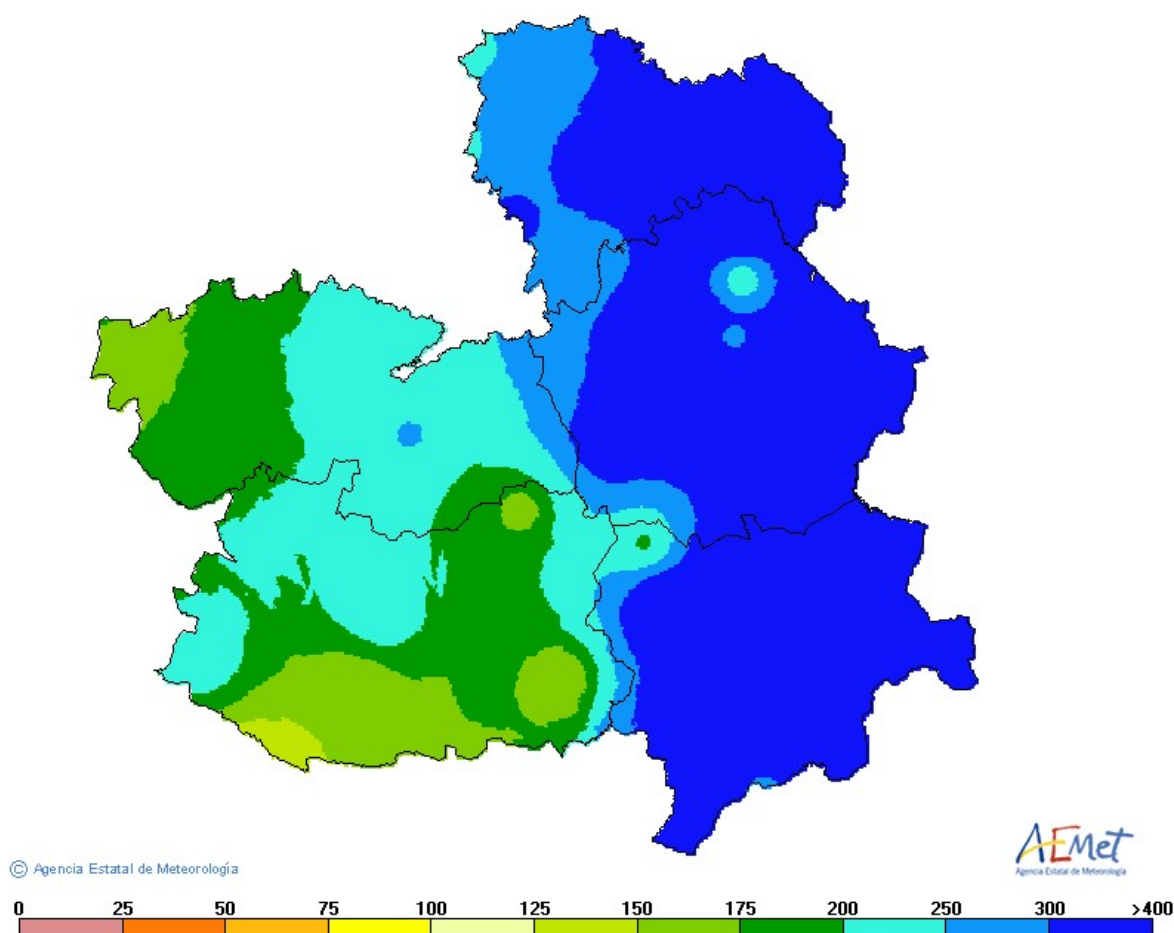 AEMet
Agencia Estatal de Meteorología
© Agencia Estatal de Meteorología
0 25 50 75 100 125 150 175 200 250 300 >400